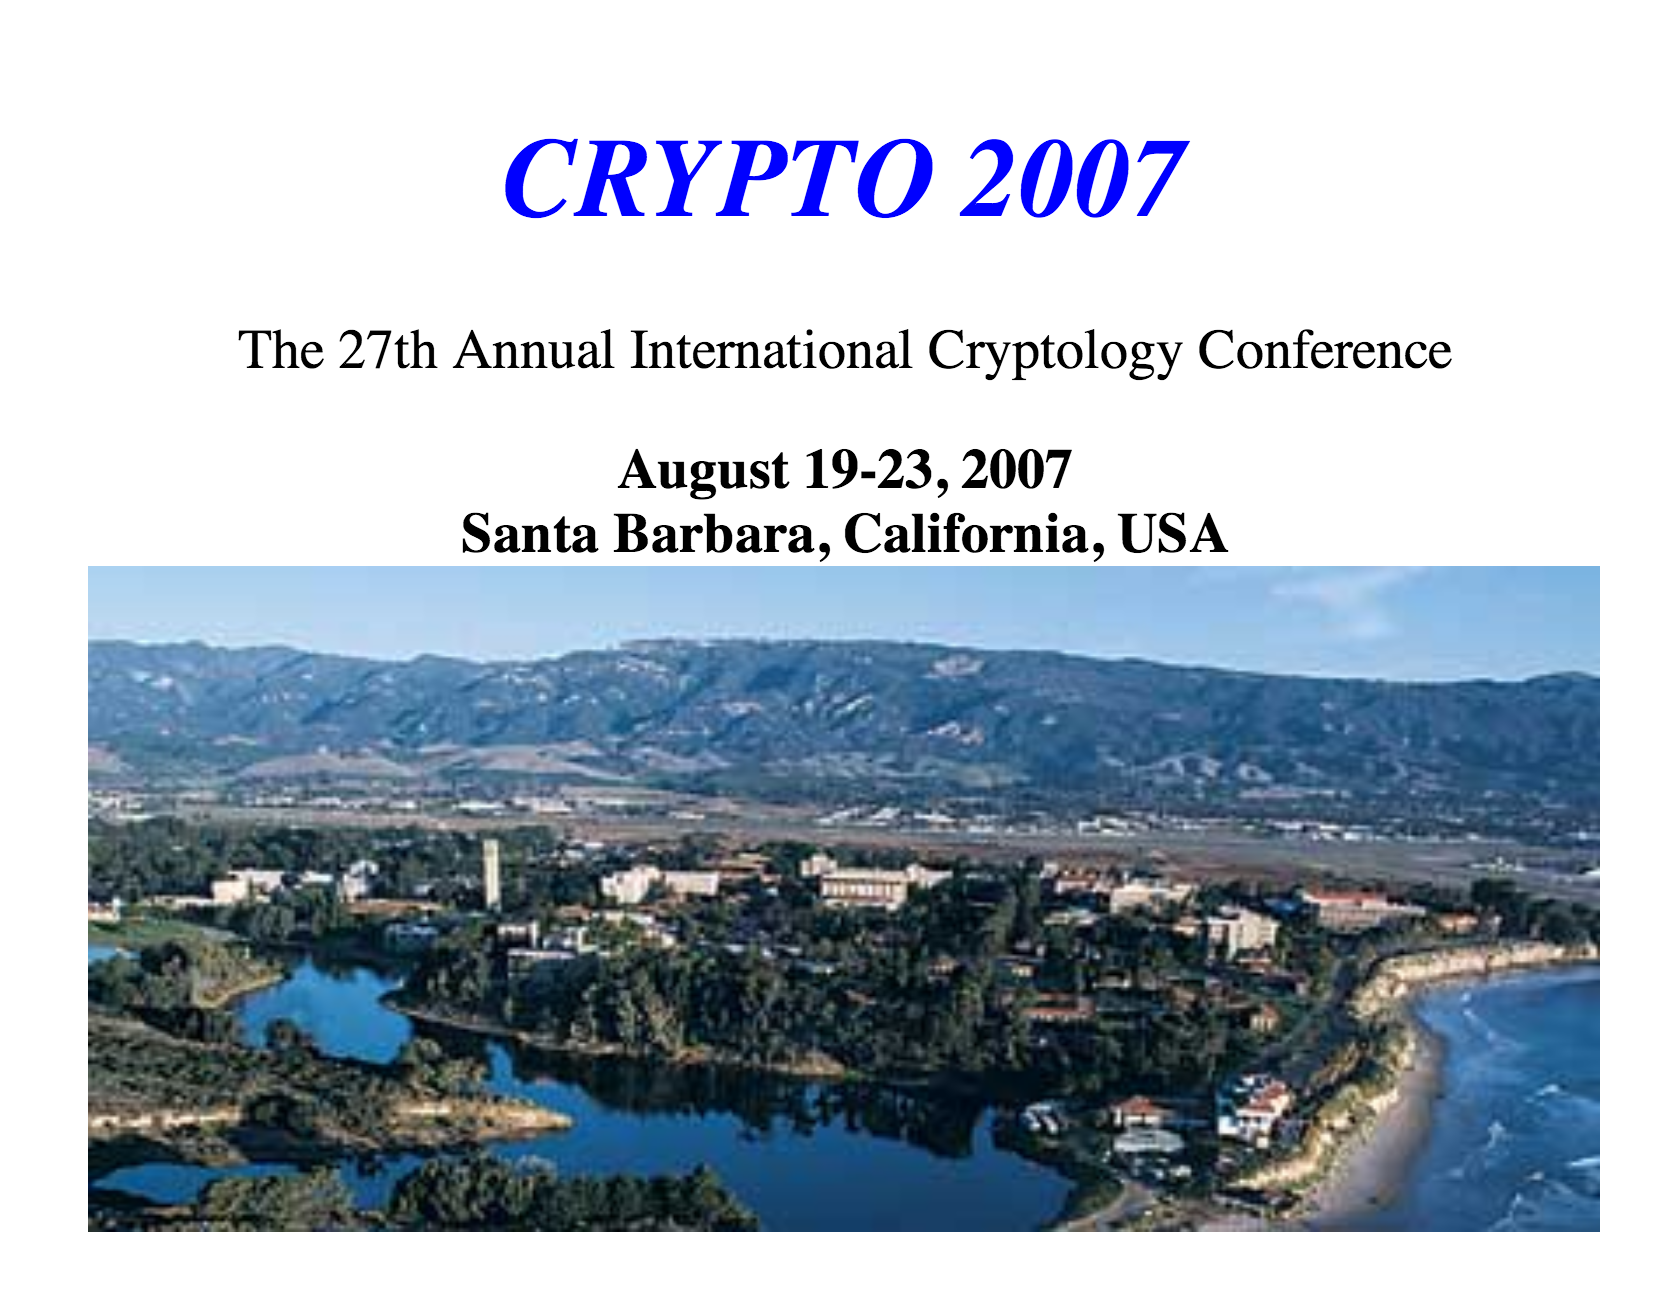 CRYPTO 2007
The 27th Annual International Cryptology Conference
August 19-23, 2007
Santa Barbara, California, USA